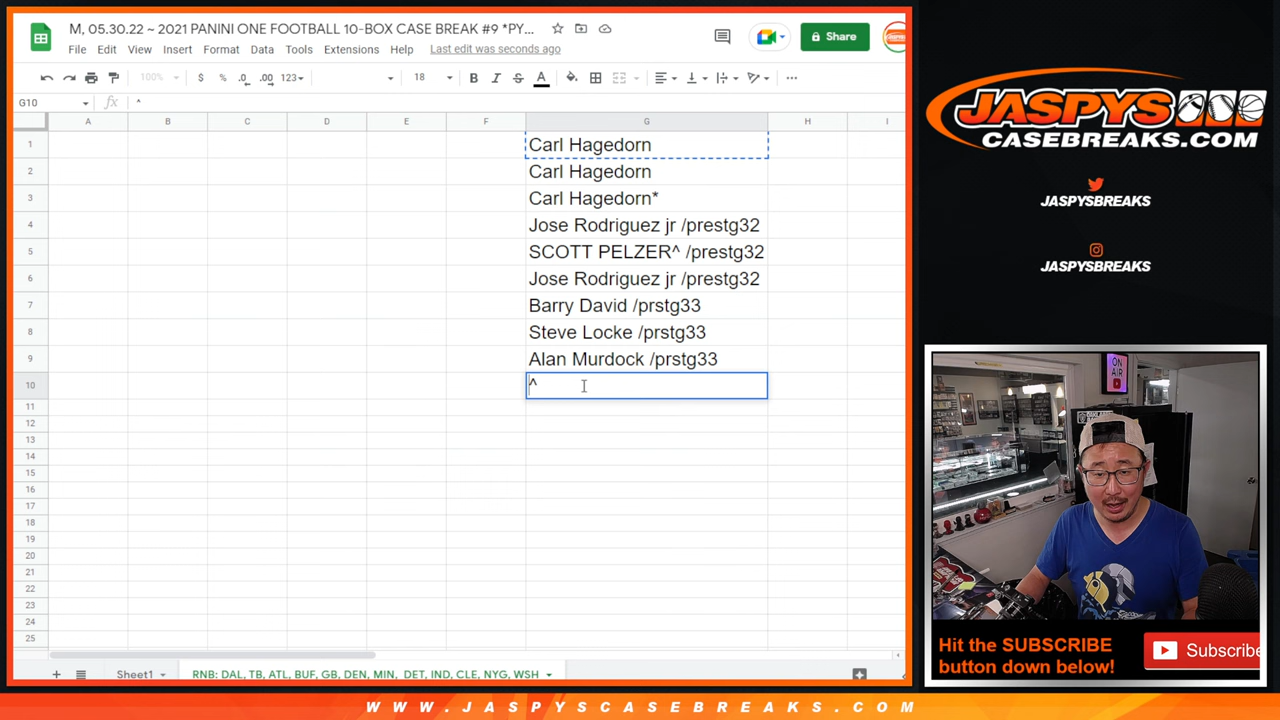 M, 05.30.22 ~ 2021 PANINI ONE FOOTBALL 10-BOX CASE BREAK #9 *PY...
Share
File Edit View Insert Format Data Tools Extensions Help Last edit was seconds ago
100% $ % .0 .00 123 18 B I S A
G10 fx ^
A B C D E F G H I
1 Carl Hagedorn
2 Carl Hagedorn
3 Carl Hagedorn*
4 Jose Rodriguez jr /prestg32
5 SCOTT PELZER^ /prestg32
6 Jose Rodriguez jr /prestg32
7 Barry David /prstg33
8 Steve Locke /prstg33
9 Alan Murdock /prstg33
10 ^
11
12
13
14
15
16
17
18
19
20
21
22
23
24
25
+ Sheet1 RNB: DAL, TB, ATL, BUF, GB, DEN, MIN, DET, IND, CLE, NYG, WSH
JASPYS
CASEBREAKS.COM
JASPYSBREAKS
JASPYSBREAKS
ON
AIR
Hit the SUBSCRIBE
button down below!
Subscribe
WWW.JASPYSCASEBREAKS.COM